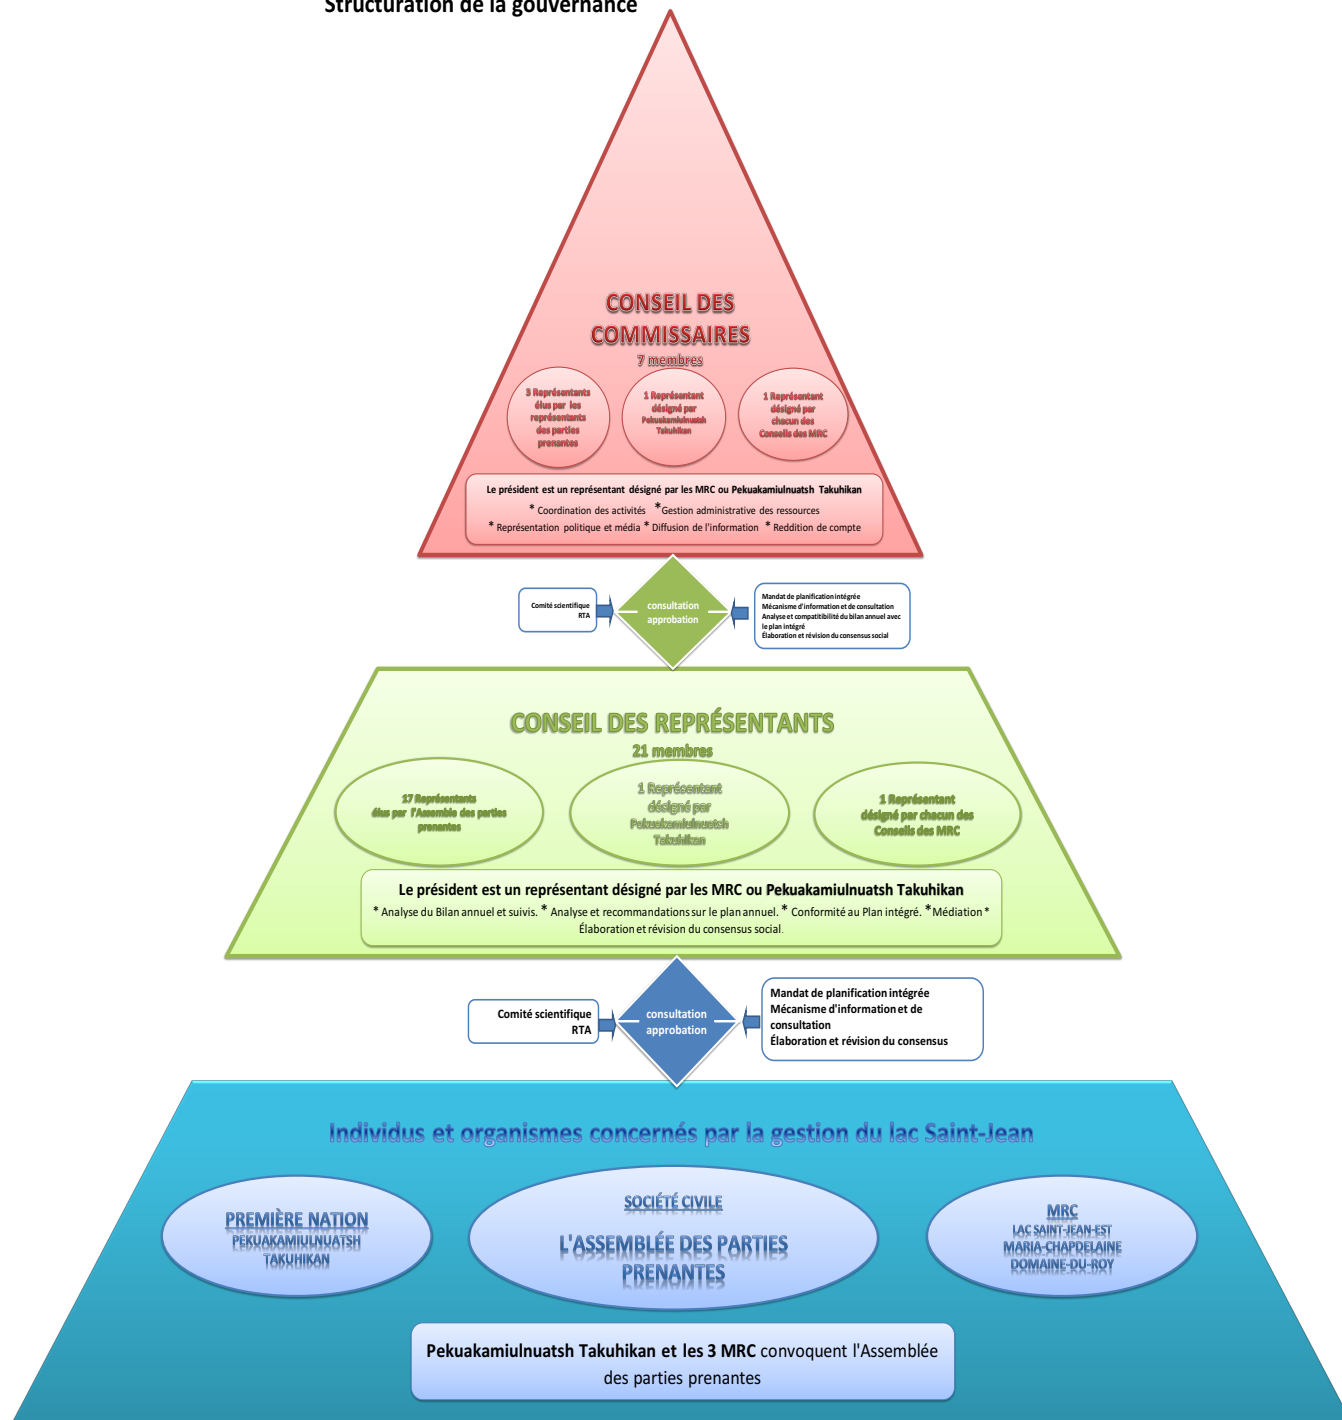 Structuration de la gouvernance
CONSEIL DES
COMMISSAIRES
7 membres
3 Représentants
élus par les
représentants
des parties
prenantes
1 Représentant
désigné par
Pekuakamiulnuatsh
Takuhikan
1 Représentant
désigné par
chacun des
Conseils des MRC
Le président est un représentant désigné par les MRC ou Pekuakamiulnuatsh Takuhikan
* Coordination des activités *Gestion administrative des ressources
* Représentation politique et média * Diffusion de l'information * Reddition de compte
Comité scientifique
RTA
consultation
approbation
Mandat de planification intégrée
Mécanisme d'information et de consultation
Analyse et compatitibilité du bilan annuel avec
le plan intégré
Élaboration et révision du consensus social
CONSEIL DES REPRÉSENTANTS
21 membres
17 Représentants
élus par l'Assemble des parties
prenantes
1 Représentant
désigné par
Pekuakamiulnuatsh
Takuhikan
1 Représentant
désigné par chacun des
Conseils des MRC
Le président est un représentant désigné par les MRC ou Pekuakamiulnuatsh Takuhikan
* Analyse du Bilan annuel et suivis. * Analyse et recommandations sur le plan annuel. * Conformité au Plan intégré. *Médiation *
Élaboration et révision du consensus social.
Comité scientifique
RTA
consultation
approbation
Mandat de planification intégrée
Mécanisme d'information et de
consultation
Élaboration et révision du consensus
Individus et organismes concernés par la gestion du lac Saint-Jean
PREMIÈRE NATION
PEKUAKAMIULNUATSH
TAKUHIKAN
SOCIÉTÉ CIVILE
L'ASSEMBLÉE DES PARTIES
PRENANTES
MRC
LAC SAINT-JEAN-EST
MARIA-CHAPDELAINE
DOMAINE-DU-ROY
Pekuakamiulnuatsh Takuhikan et les 3 MRC convoquent l'Assemblée
des parties prenantes